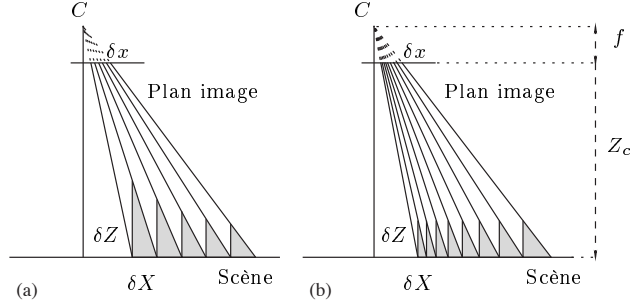 C
δx
Plan image
δZ
δX
Scène
(a)
C
δx
Plan image
δZ
δX
Scène
(b)
f
Z_c